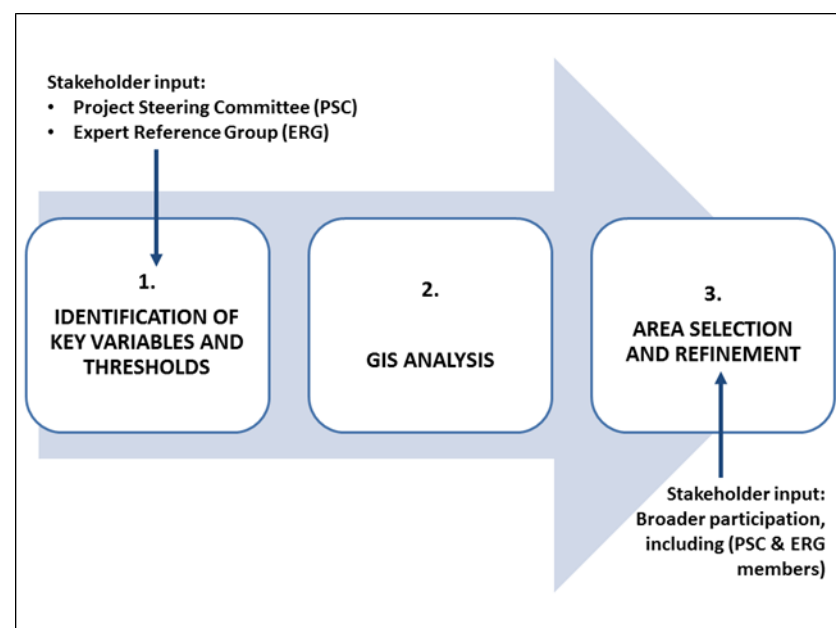 Stakeholder input:
• Project Steering Committee (PSC)
• Expert Reference Group (ERG)
1.
IDENTIFICATION OF
KEY VARIABLES AND
THRESHOLDS
2.
GIS ANALYSIS
3.
AREA SELECTION
AND REFINEMENT
Stakeholder input:
Broader participation,
including (PSC & ERG
members)